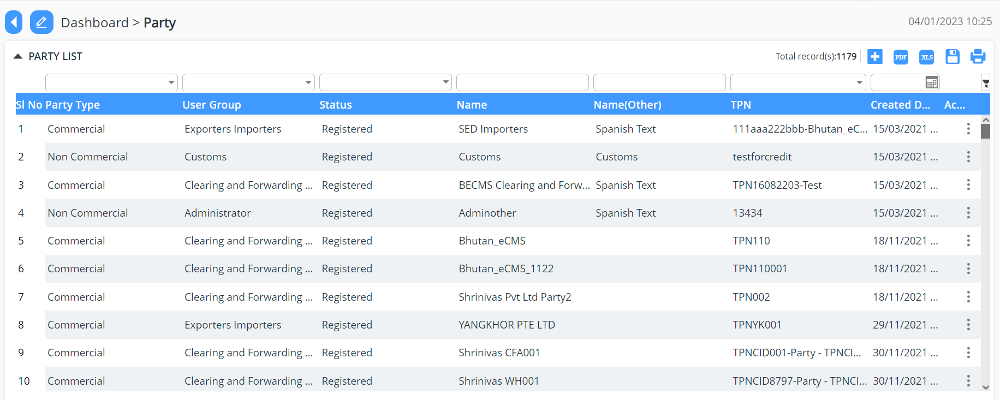 Dashboard > Party
04/01/2023 10:25
PARTY LIST
Total record(s):1179
PDF
XLS
Sl No Party Type User Group Status Name Name(Other) TPN Created D... Ac...
1 Commercial Exporters Importers Registered SED Importers Spanish Text 111aaa222bbb-Bhutan_eC... 15/03/2021 ...
2 Non Commercial Customs Registered Customs Customs testforcredit 15/03/2021 ...
3 Commercial Clearing and Forwarding ... Registered BECMS Clearing and Forw... Spanish Text TPN16082203-Test 15/03/2021 ...
4 Non Commercial Administrator Registered Adminother Spanish Text 13434 15/03/2021 ...
5 Commercial Clearing and Forwarding ... Registered Bhutan_eCMS TPN110 18/11/2021 ...
6 Commercial Clearing and Forwarding ... Registered Bhutan_eCMS_1122 TPN110001 18/11/2021 ...
7 Commercial Clearing and Forwarding ... Registered Shrinivas Pvt Ltd Party2 TPN002 18/11/2021 ...
8 Commercial Exporters Importers Registered YANGKHOR PTE LTD TPNYK001 29/11/2021 ...
9 Commercial Clearing and Forwarding ... Registered Shrinivas CFA001 TPNCID001-Party - TPNCI... 30/11/2021 ...
10 Commercial Clearing and Forwarding ... Registered Shrinivas WH001 TPNCID8797-Party - TPNCI... 30/11/2021 ...